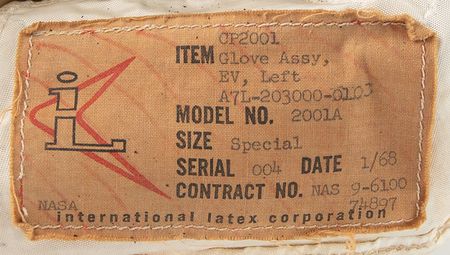 CP2001
ITEM Glove Assy,
EV, Left
A7L-203000-0103
MODEL NO. 2001A
SIZE Special
SERIAL 004 DATE 1/68
CONTRACT NO. NAS 9-6100
NASA 74897
international latex corporation
iL